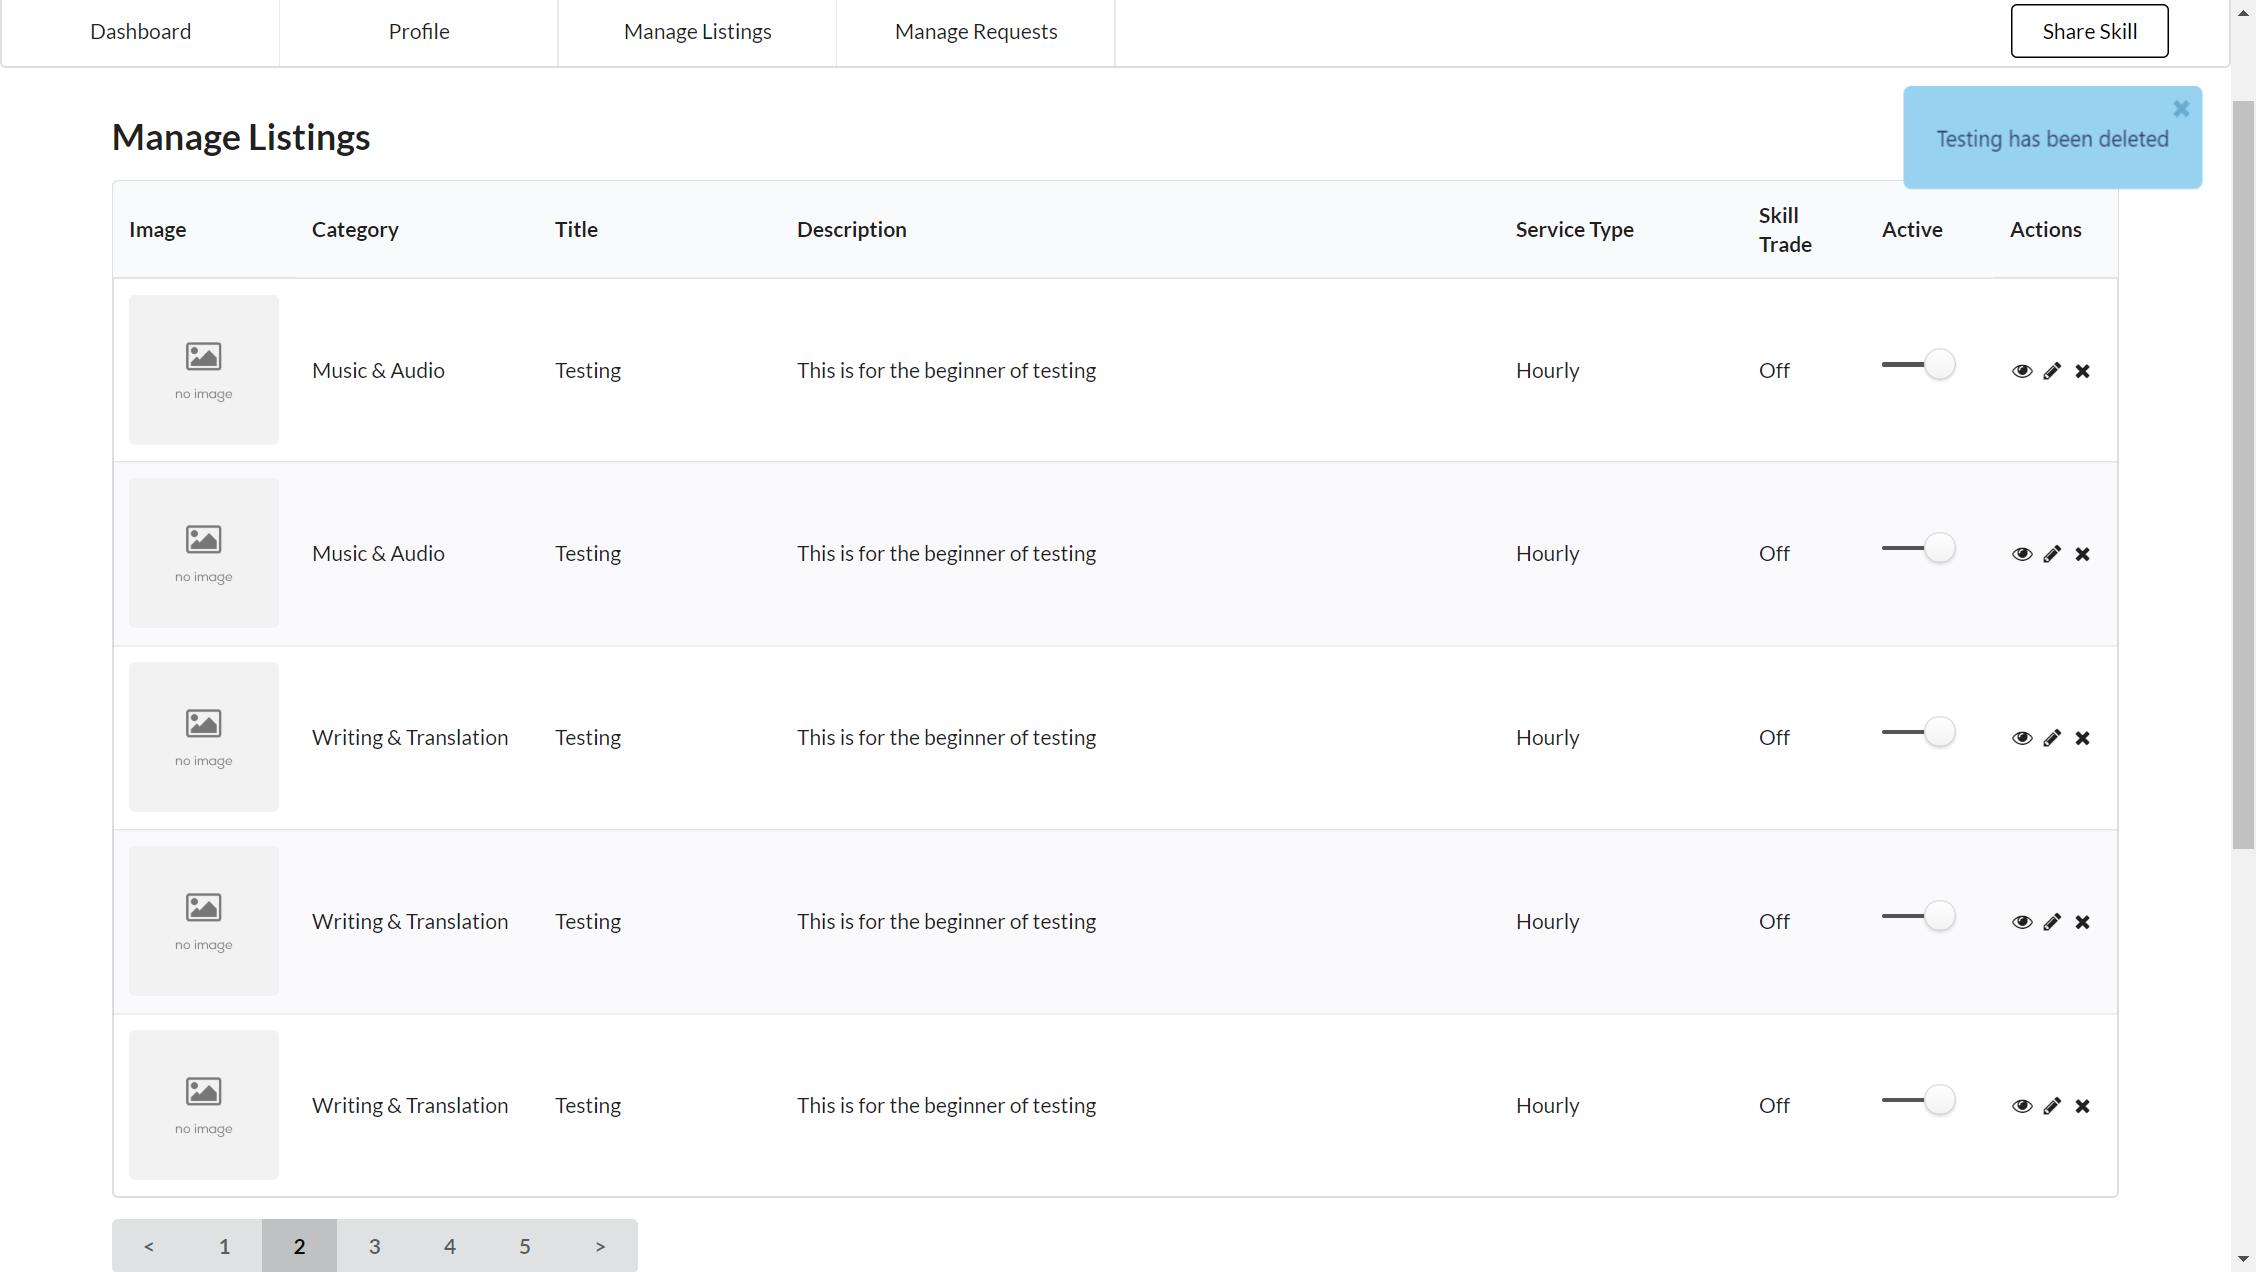 Dashboard Profile Manage Listings Manage Requests Share Skill
Testing has been deleted
Manage Listings
Image Category Title Description Service Type Skill Trade Active Actions
no image Music & Audio Testing This is for the beginner of testing Hourly Off
no image Music & Audio Testing This is for the beginner of testing Hourly Off
no image Writing & Translation Testing This is for the beginner of testing Hourly Off
no image Writing & Translation Testing This is for the beginner of testing Hourly Off
no image Writing & Translation Testing This is for the beginner of testing Hourly Off
< 1 2 3 4 5 >